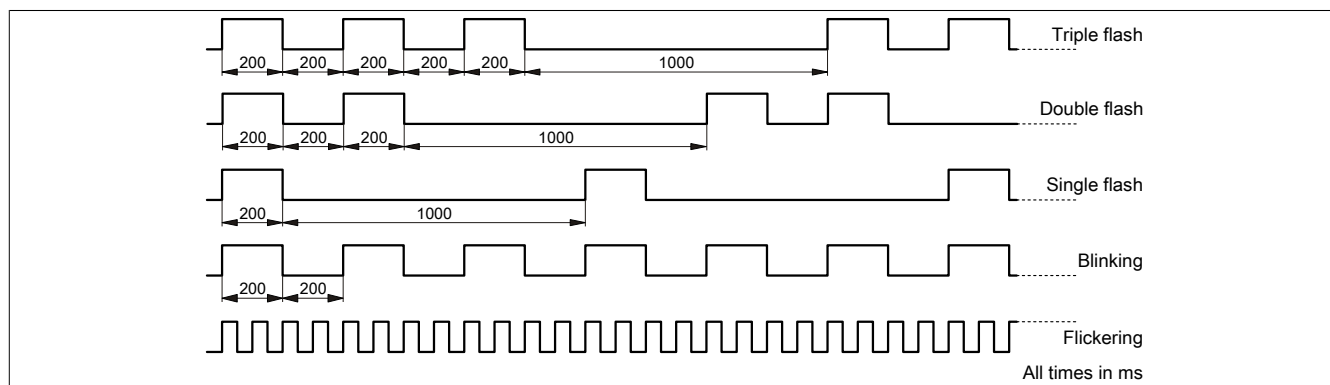 Triple flash
200 200 200 200 200 1000
Double flash
200 200 200 1000
Single flash
200 1000
Blinking
200 200
Flickering
All times in ms